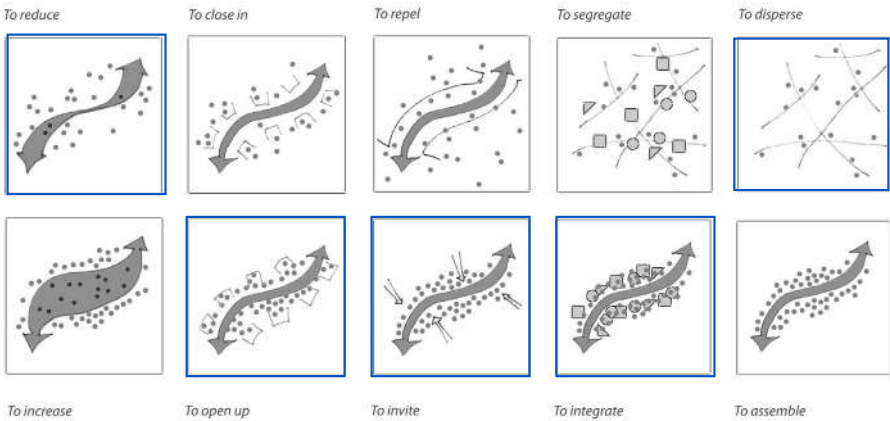 To reduce
To close in
To repel
To segregate
To disperse
To increase
To open up
To invite
To integrate
To assemble